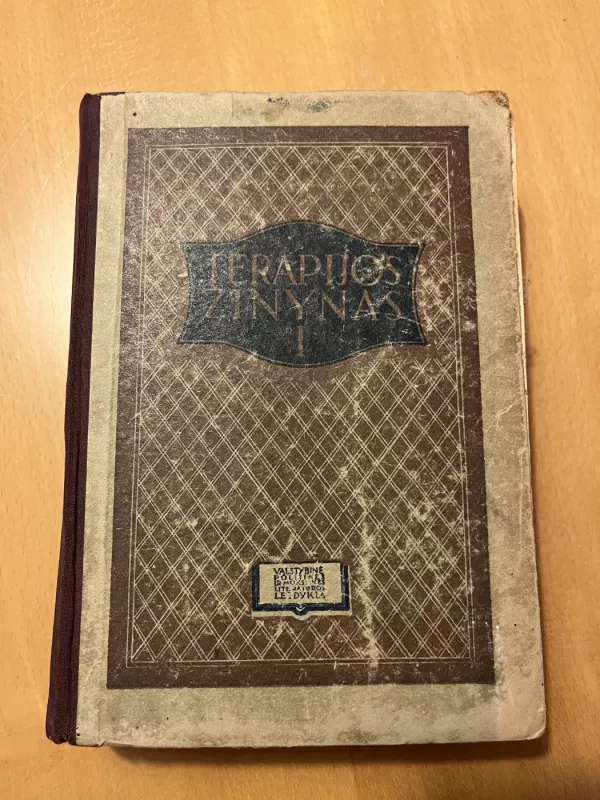 TERAPIJOS
ŽINYNAS
I
VALSTYBINĖ
POLITINĖS
IR MOKSLINĖS
LITERATŪROS
LEIDYKLA